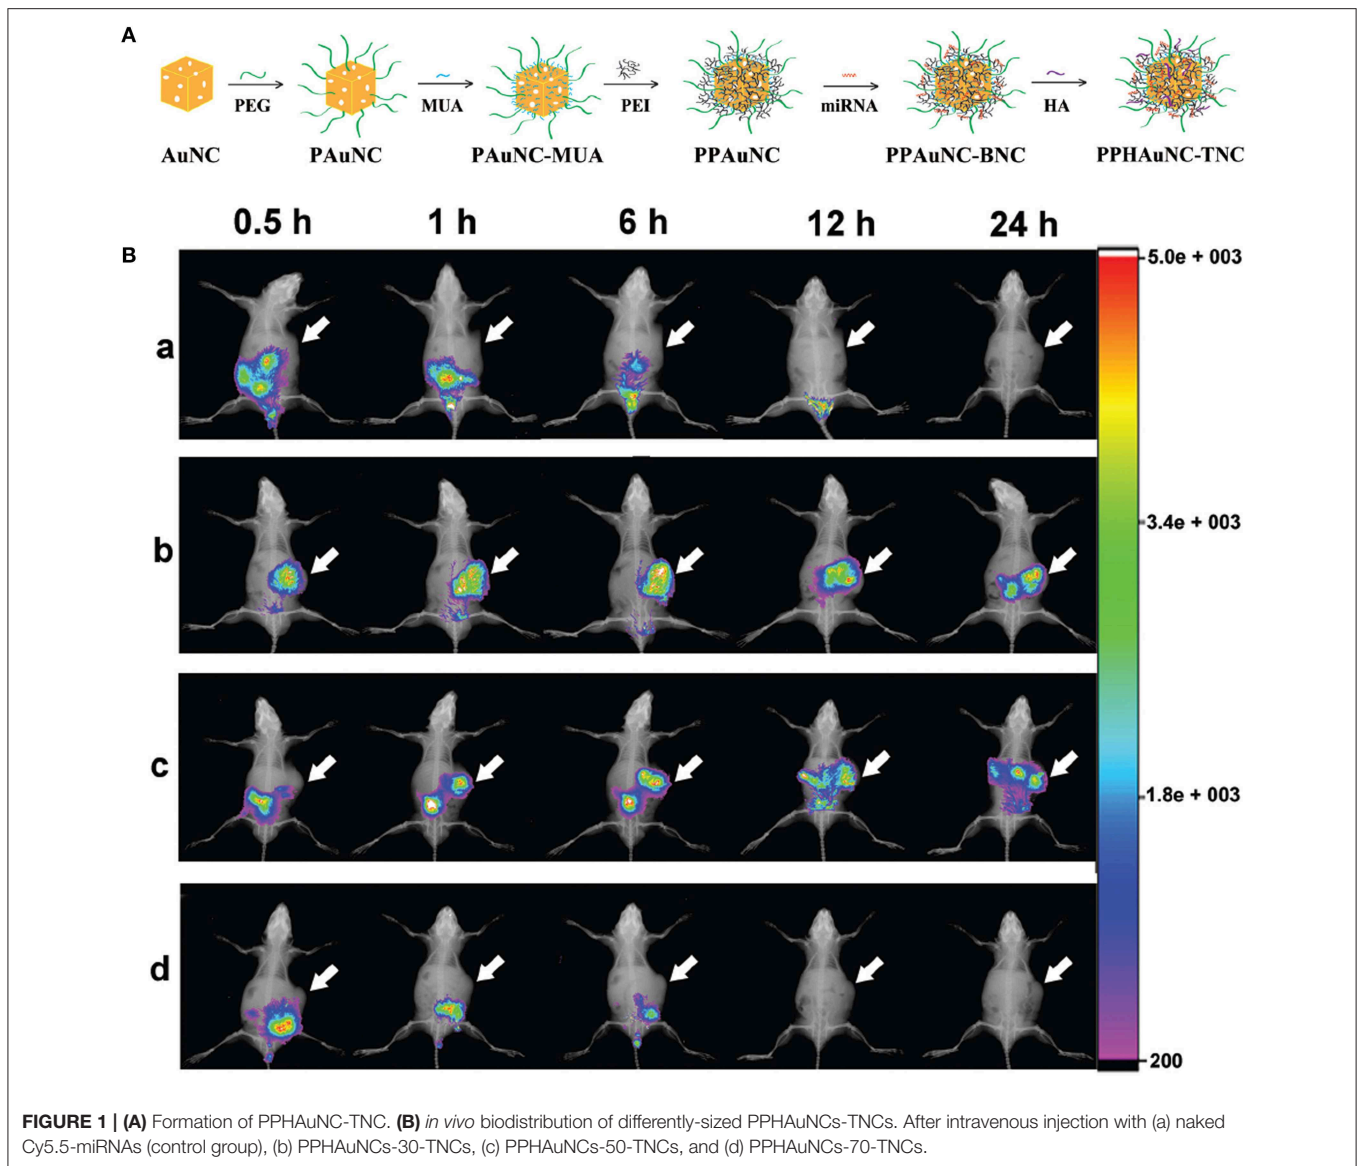 A
PEG
MUA
PEI
miRNA
HA
AuNC
PAuNC
PAuNC-MUA
PPAuNC
PPAuNC-BNC
PPHAuNC-TNC
0.5 h 1 h 6 h 12 h 24 h
B
5.0e + 003
a
3.4e + 003
b
c
1.8e + 003
d
200
FIGURE 1 | (A) Formation of PPHAuNC-TNC. (B) in vivo biodistribution of differently-sized PPHAuNCs-TNCs. After intravenous injection with (a) naked
Cy5.5-miRNAs (control group), (b) PPHAuNCs-30-TNCs, (c) PPHAuNCs-50-TNCs, and (d) PPHAuNCs-70-TNCs.